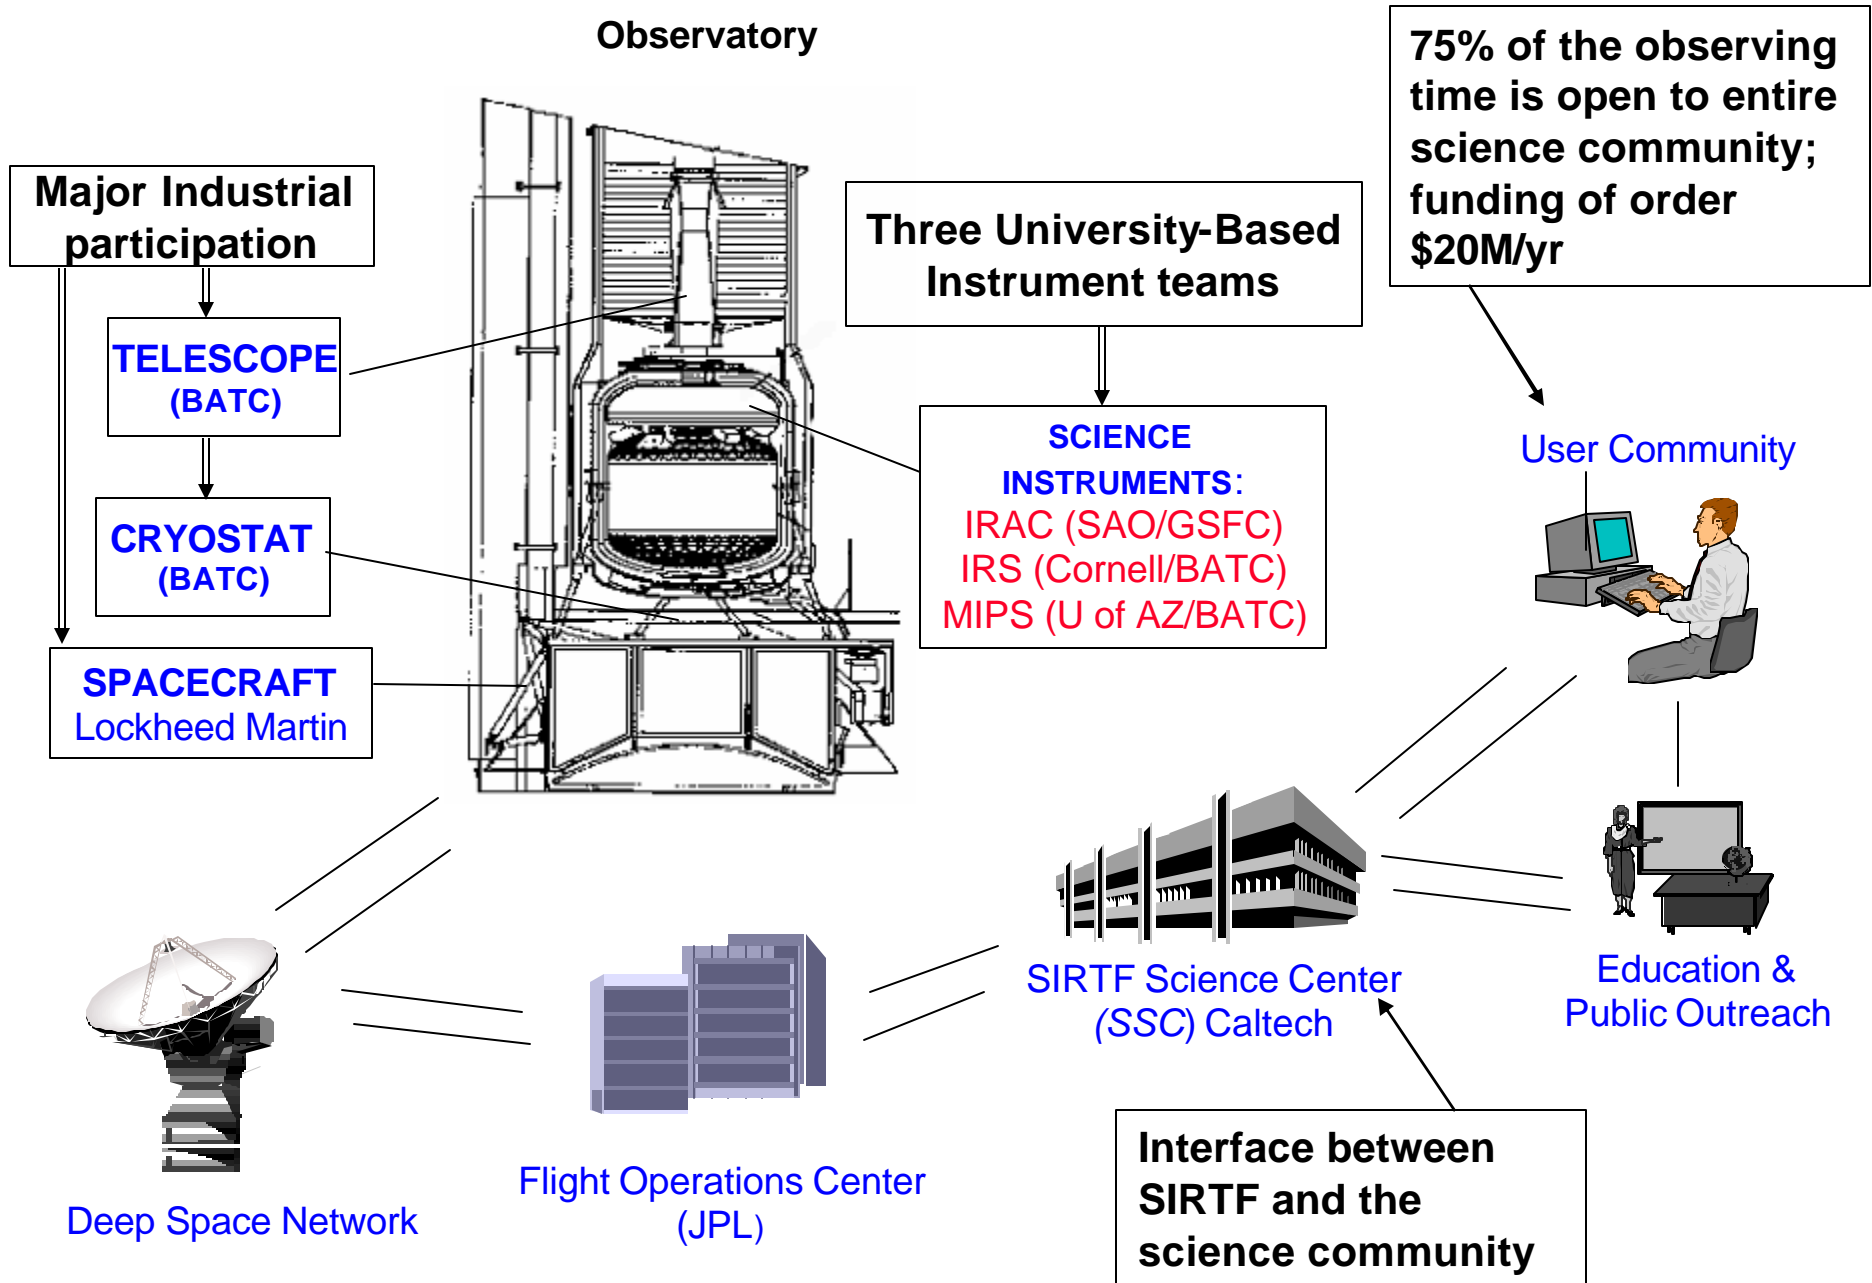 Observatory
75% of the observing
time is open to entire
science community;
funding of order
$20M/yr
Major Industrial
participation
Three University-Based
Instrument teams
TELESCOPE
(BATC)
CRYOSTAT
(BATC)
SPACECRAFT
Lockheed Martin
SCIENCE
INSTRUMENTS:
IRAC (SAO/GSFC)
IRS (Cornell/BATC)
MIPS (U of AZ/BATC)
User Community
SIRTF Science Center
(SSC) Caltech
Education &
Public Outreach
Flight Operations Center
(JPL)
Deep Space Network
Interface between
SIRTF and the
science community